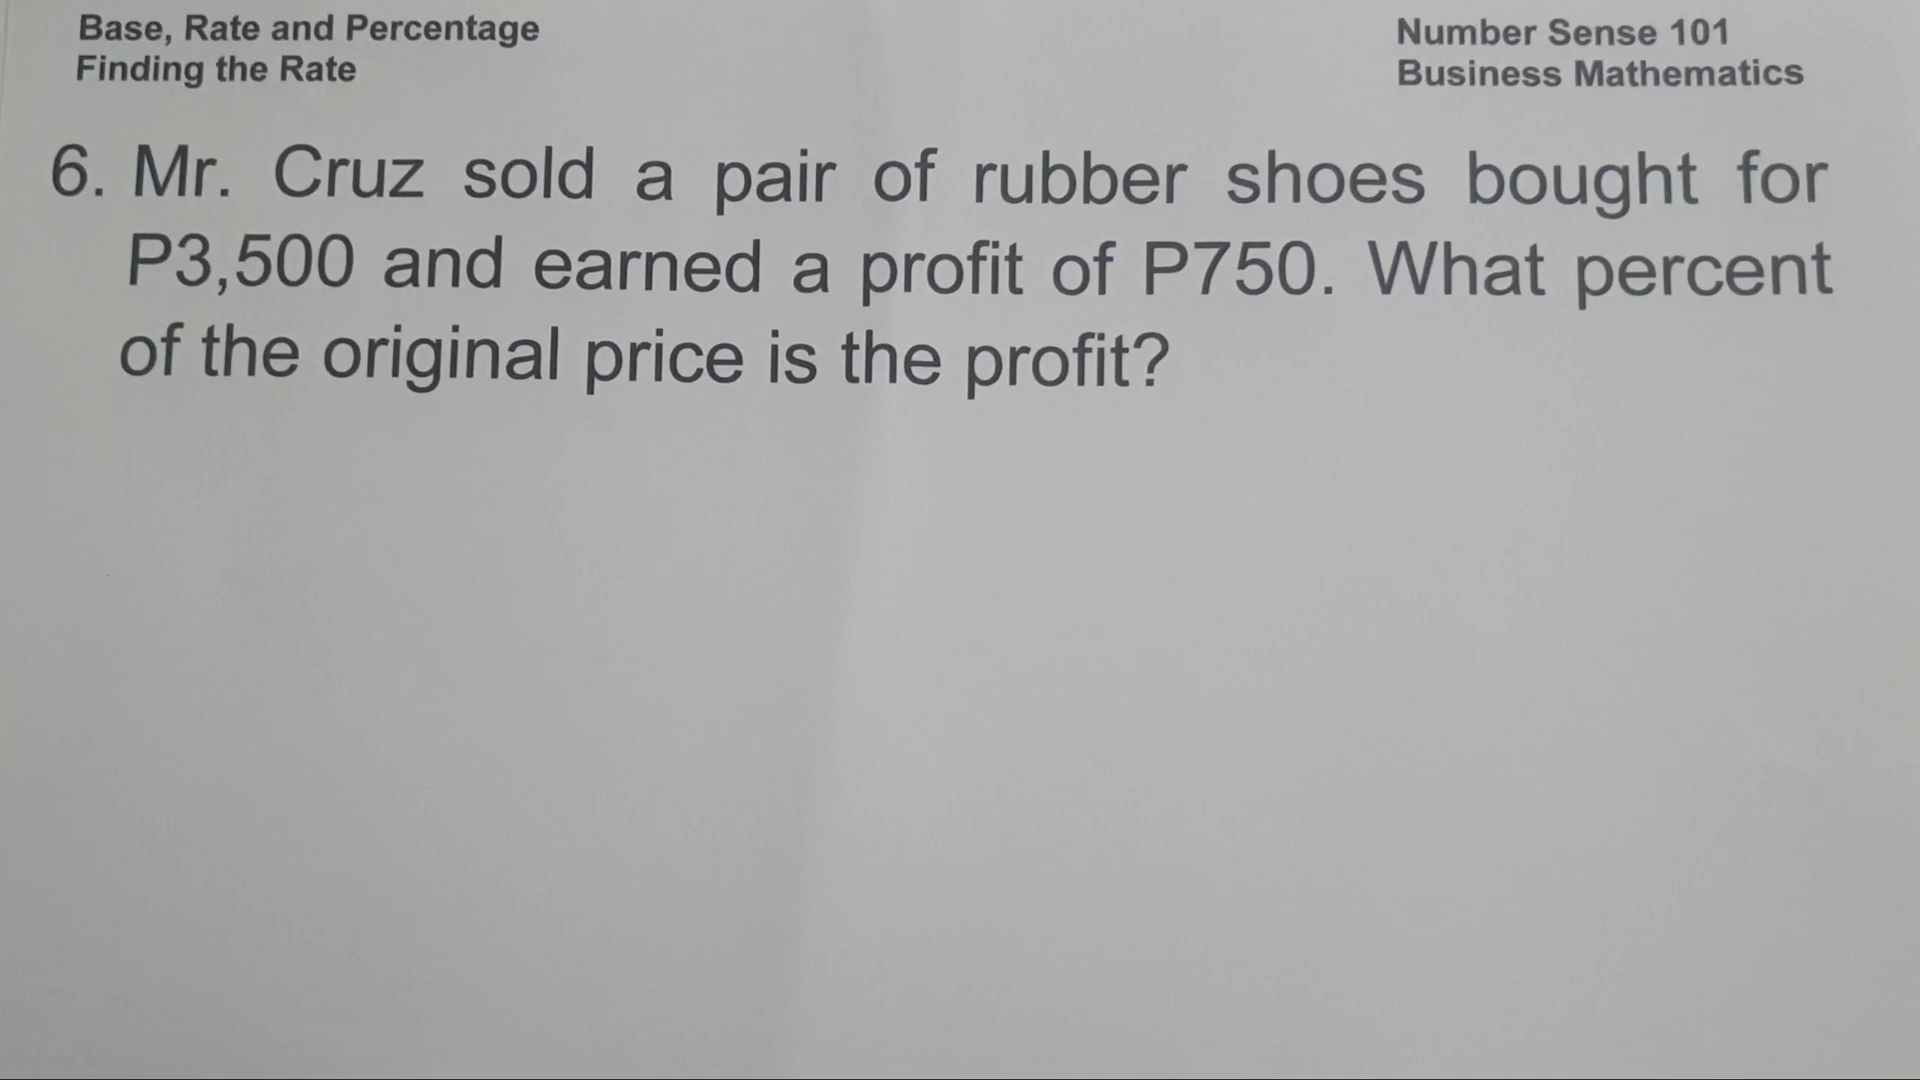 Base, Rate and Percentage
Finding the Rate
Number Sense 101
Business Mathematics
6. Mr. Cruz sold a pair of rubber shoes bought for
P3,500 and earned a profit of P750. What percent
of the original price is the profit?